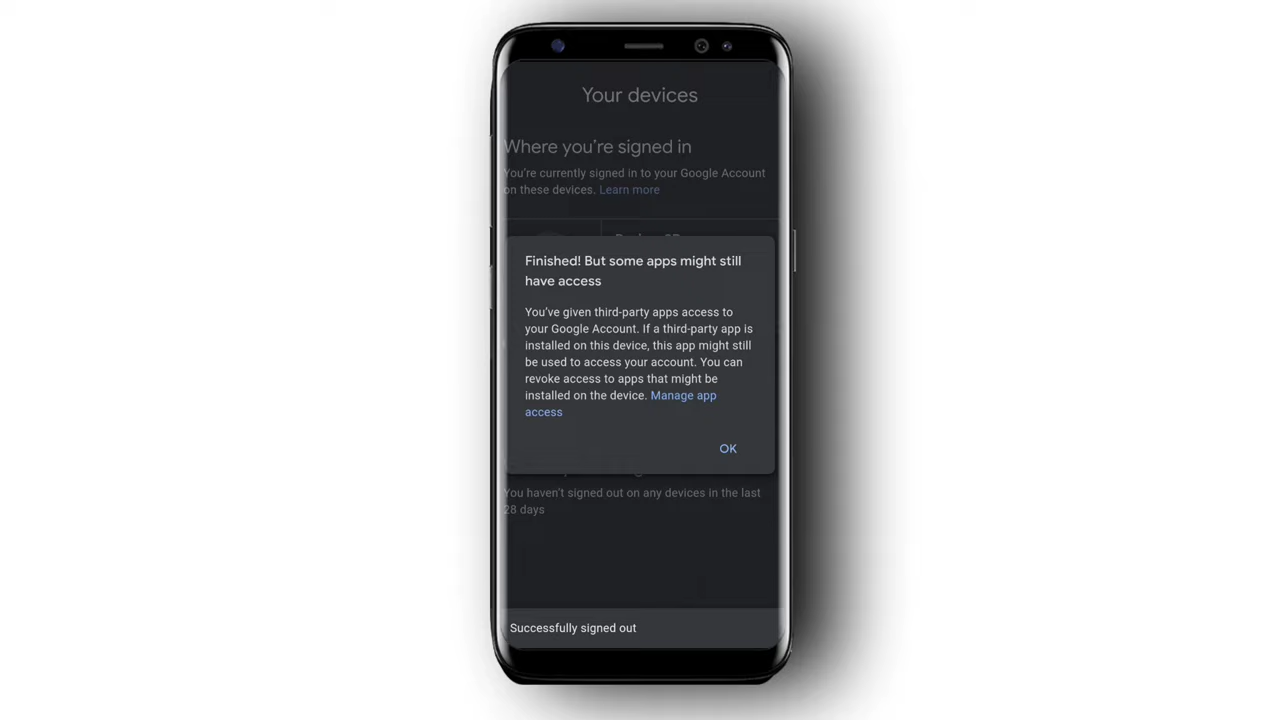 Your devices
Where you're signed in
You're currently signed in to your Google Account
on these devices. Learn more
Finished! But some apps might still
have access
You've given third-party apps access to
your Google Account. If a third-party app is
installed on this device, this app might still
be used to access your account. You can
revoke access to apps that might be
installed on the device. Manage app
access
OK
You haven't signed out on any devices in the last
28 days
Successfully signed out